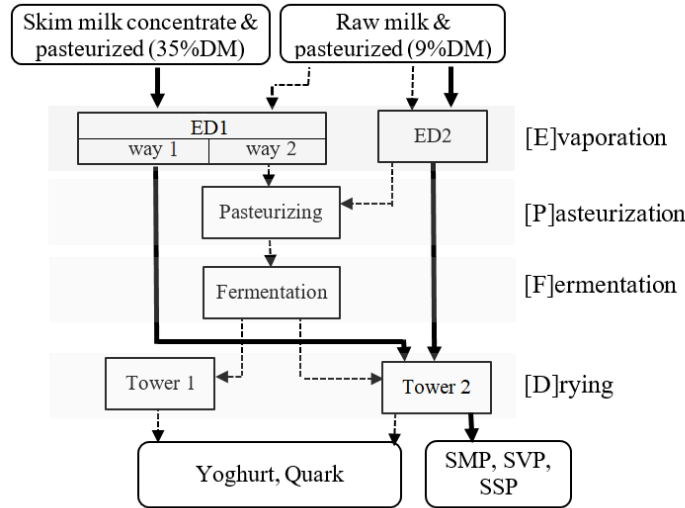 Skim milk concentrate &
pasteurized (35%DM)
Raw milk &
pasteurized (9%DM)
ED1
way 1
way 2
ED2
[E]vaporation
Pasteurizing
[P]asteurization
Fermentation
[F]ermentation
Tower 1
Tower 2
[D]rying
Yoghurt, Quark
SMP, SVP,
SSP